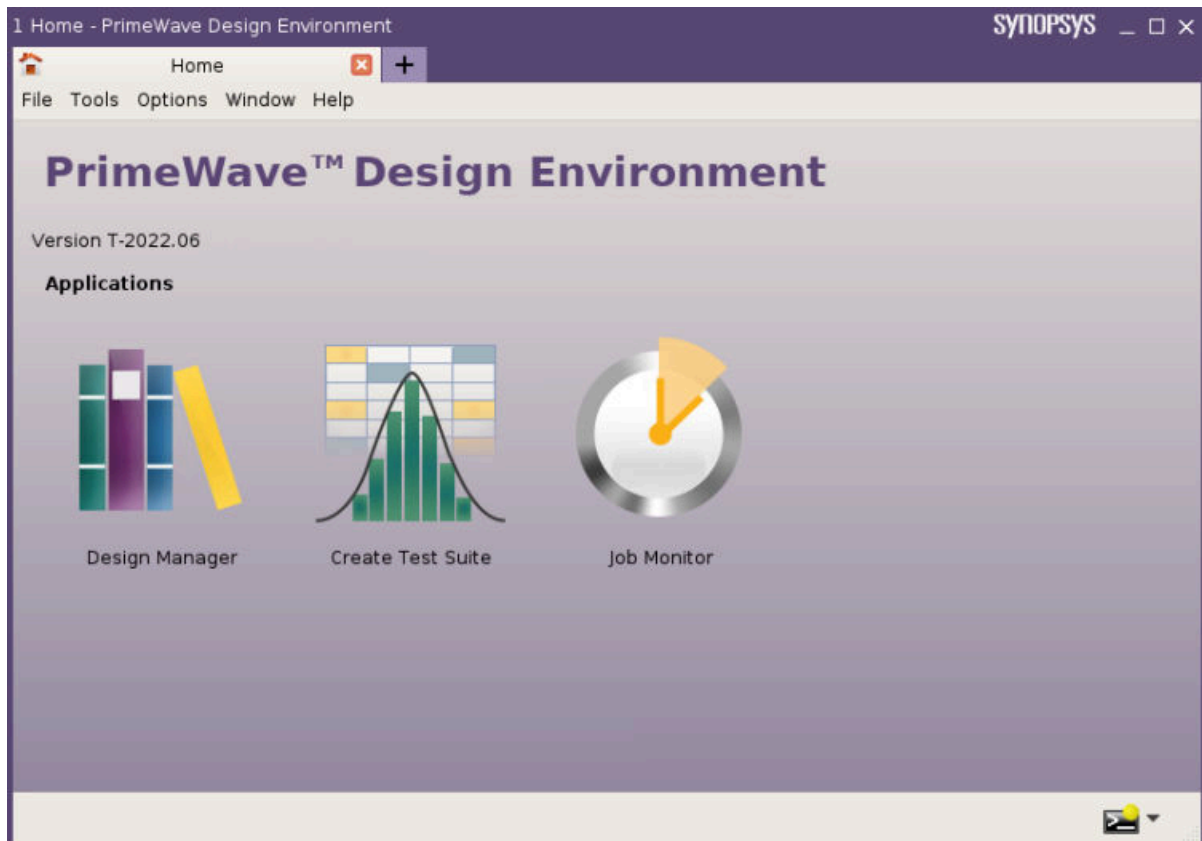 1 Home - PrimeWave Design Environment SYNOPSYS
Home
File Tools Options Window Help
PrimeWave™ Design Environment
Version T-2022.06
Applications
Design Manager Create Test Suite Job Monitor